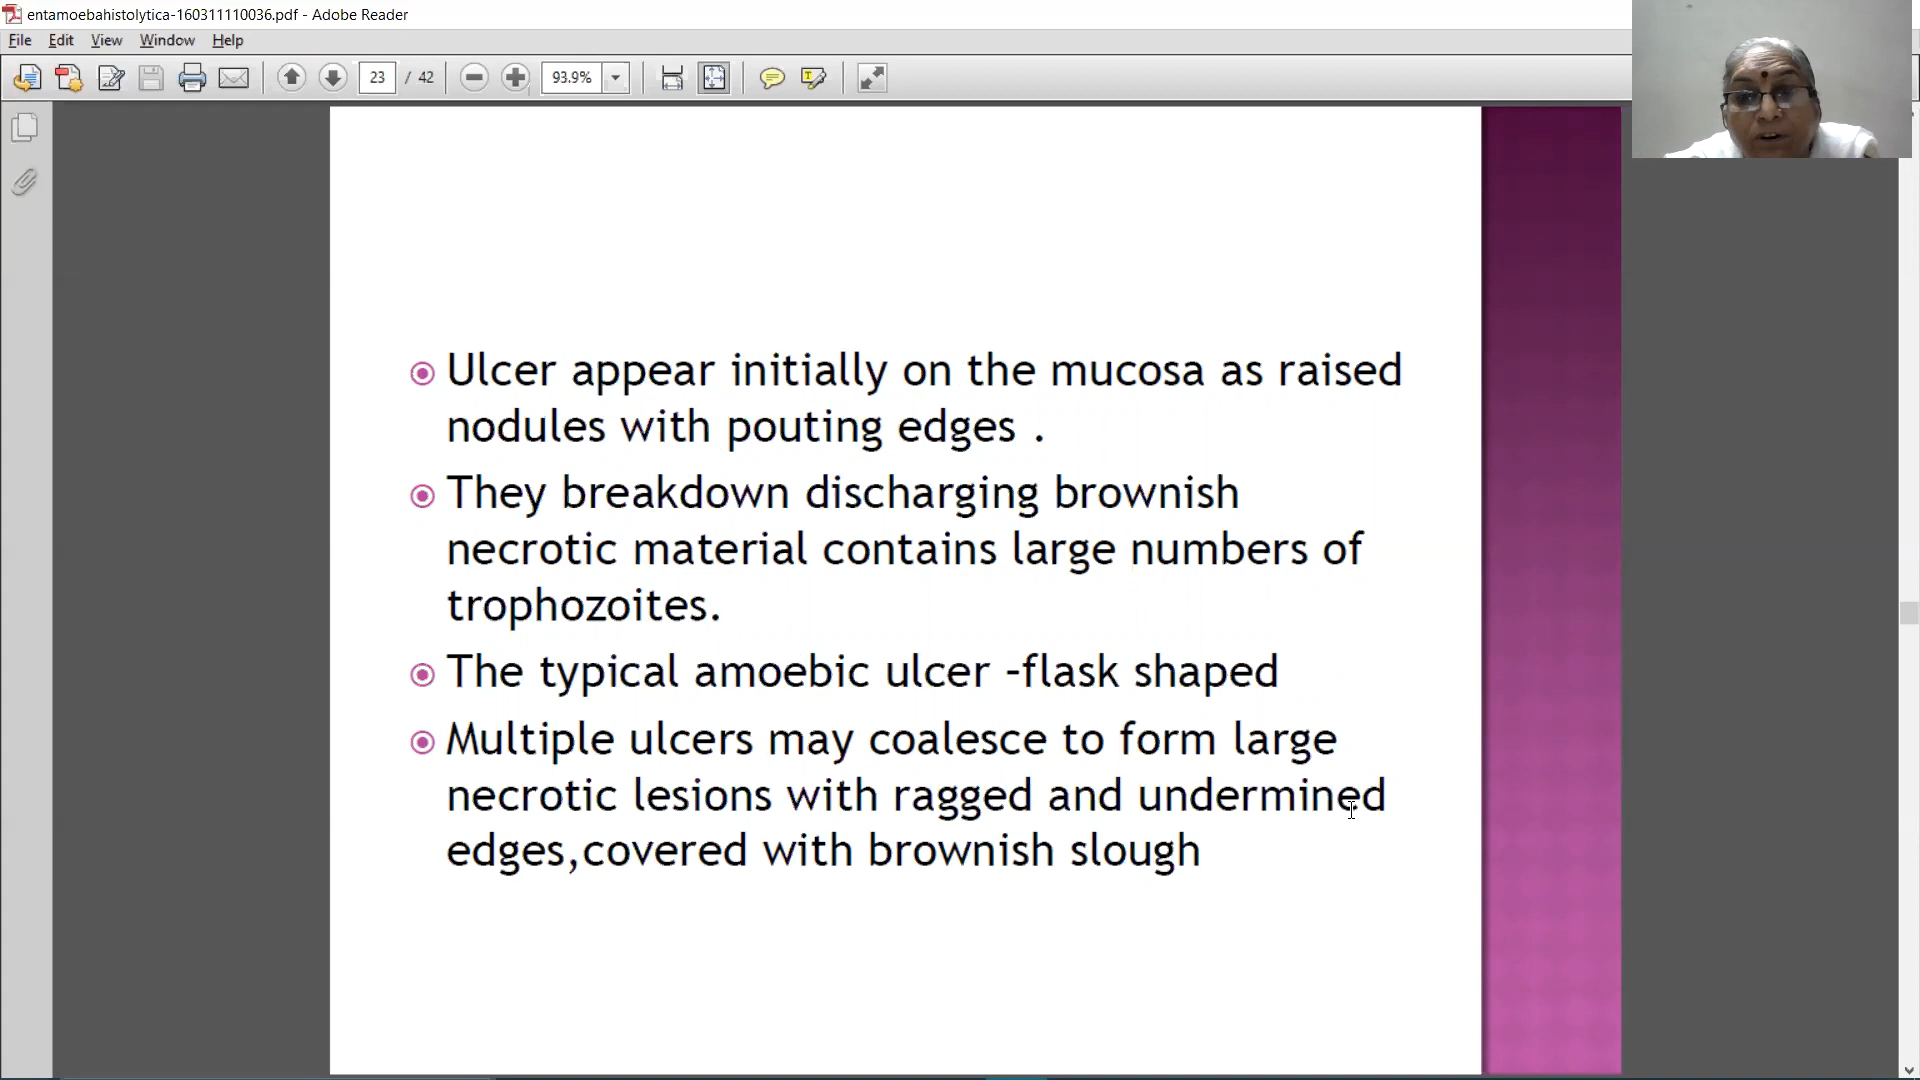 entamoebahistolytica-160311110036.pdf - Adobe Reader
File Edit View Window Help
23 / 42 93.9%
Ulcer appear initially on the mucosa as raised
nodules with pouting edges .
They breakdown discharging brownish
necrotic material contains large numbers of
trophozoites.
The typical amoebic ulcer -flask shaped
Multiple ulcers may coalesce to form large
necrotic lesions with ragged and undermined
edges,covered with brownish slough